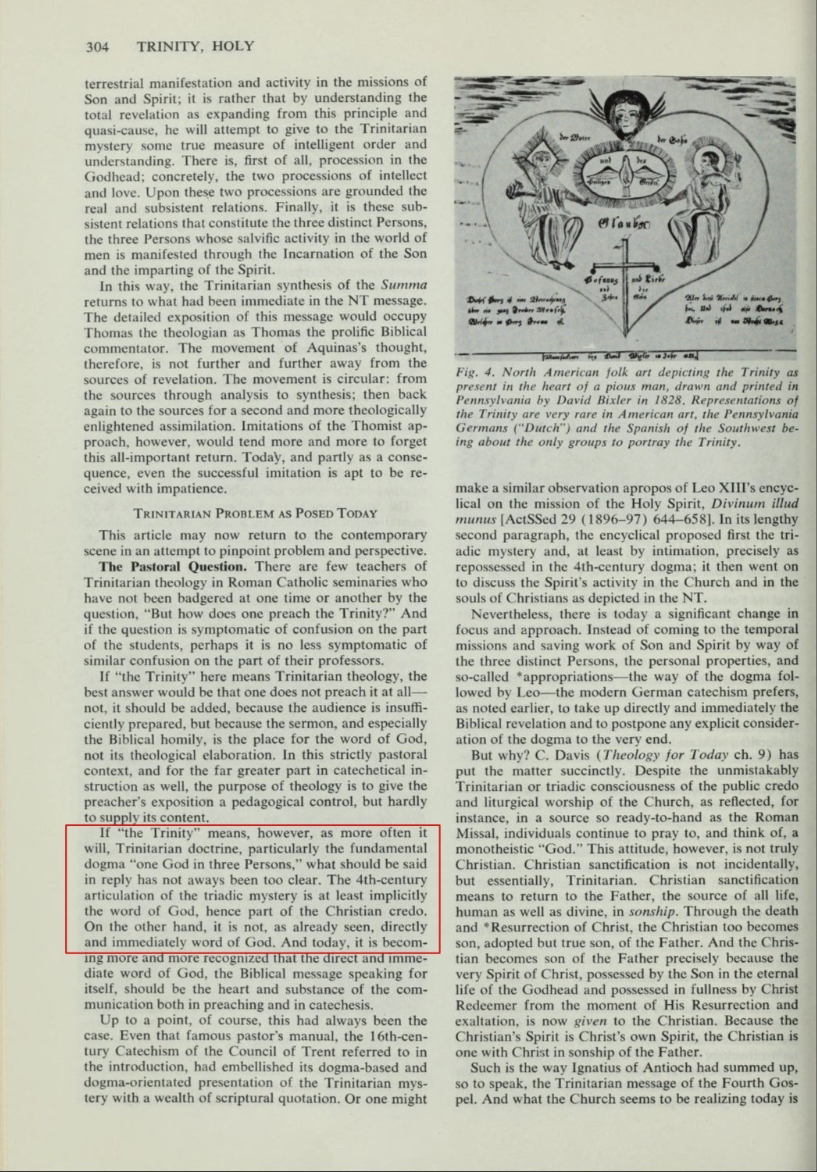 304 TRINITY, HOLY
terrestrial manifestation and activity in the missions of
Son and Spirit; it is rather that by understanding the
total revelation as expanding from this principle and
quasi-cause, he will attempt to give to the Trinitarian
mystery some true measure of intelligent order and
understanding. There is, first of all, procession in the
Godhead; concretely, the two processions of intellect
and love. Upon these two processions are grounded the
real and subsistent relations. Finally, it is these sub-
sistent relations that constitute the three distinct Persons,
the three Persons whose salvific activity in the world of
men is manifested through the Incarnation of the Son
and the imparting of the Spirit.
In this way, the Trinitarian synthesis of the Summa
returns to what had been immediate in the NT message.
The detailed exposition of this message would occupy
Thomas the theologian as Thomas the prolific Biblical
commentator. The movement of Aquinas's thought,
therefore, is not further and further away from the
sources of revelation. The movement is circular: from
the sources through analysis to synthesis; then back
again to the sources for a second and more theologically
enlightened assimilation. Imitations of the Thomist ap-
proach, however, would tend more and more to forget
this all-important return. Today, and partly as a conse-
quence, even the successful imitation is apt to be re-
ceived with impatience.
TRINITARIAN PROBLEM AS POSED TODAY
This article may now return to the contemporary
scene in an attempt to pinpoint problem and perspective.
The Pastoral Question. There are few teachers of
Trinitarian theology in Roman Catholic seminaries who
have not been badgered at one time or another by the
question, "But how does one preach the Trinity?" And
if the question is symptomatic of confusion on the part
of the students, perhaps it is no less symptomatic of
similar confusion on the part of their professors.
If "the Trinity" here means Trinitarian theology, the
best answer would be that one does not preach it at all—
not, it should be added, because the audience is insuffi-
ciently prepared, but because the sermon, and especially
the Biblical homily, is the place for the word of God,
not its theological elaboration. In this strictly pastoral
context, and for the far greater part in catechetical in-
struction as well, the purpose of theology is to give the
preacher's exposition a pedagogical control, but hardly
to supply its content.
If "the Trinity" means, however, as more often it
will, Trinitarian doctrine, particularly the fundamental
dogma "one God in three Persons," what should be said
in reply has not aways been too clear. The 4th-century
articulation of the triadic mystery is at least implicitly
the word of God, hence part of the Christian credo.
On the other hand, it is not, as already seen, directly
and immediately word of God. And today, it is becom-
ing more and more recognized that the direct and imme-
diate word of God, the Biblical message speaking for
itself, should be the heart and substance of the com-
munication both in preaching and in catechesis.
Up to a point, of course, this had always been the
case. Even that famous pastor's manual, the 16th-cen-
tury Catechism of the Council of Trent referred to in
the introduction, had embellished its dogma-based and
dogma-orientated presentation of the Trinitarian mys-
tery with a wealth of scriptural quotation. Or one might
der Vater
und des
Glauben
und Liebe
Fig. 4. North American folk art depicting the Trinity as
present in the heart of a pious man, drawn and printed in
Pennsylvania by David Bixler in 1828. Representations of
the Trinity are very rare in American art, the Pennsylvania
Germans ("Dutch") and the Spanish of the Southwest be-
ing about the only groups to portray the Trinity.
make a similar observation apropos of Leo XIII's encyc-
lical on the mission of the Holy Spirit, Divinum illud
munus [ActSSed 29 (1896–97) 644–658]. In its lengthy
second paragraph, the encyclical proposed first the tri-
adic mystery and, at least by intimation, precisely as
repossessed in the 4th-century dogma; it then went on
to discuss the Spirit's activity in the Church and in the
souls of Christians as depicted in the NT.
Nevertheless, there is today a significant change in
focus and approach. Instead of coming to the temporal
missions and saving work of Son and Spirit by way of
the three distinct Persons, the personal properties, and
so-called *appropriations—the way of the dogma fol-
lowed by Leo—the modern German catechism prefers,
as noted earlier, to take up directly and immediately the
Biblical revelation and to postpone any explicit consider-
ation of the dogma to the very end.
But why? C. Davis (Theology for Today ch. 9) has
put the matter succinctly. Despite the unmistakably
Trinitarian or triadic consciousness of the public credo
and liturgical worship of the Church, as reflected, for
instance, in a source so ready-to-hand as the Roman
Missal, individuals continue to pray to, and think of, a
monotheistic "God." This attitude, however, is not truly
Christian. Christian sanctification is not incidentally,
but essentially, Trinitarian. Christian sanctification
means to return to the Father, the source of all life,
human as well as divine, in sonship. Through the death
and *Resurrection of Christ, the Christian too becomes
son, adopted but true son, of the Father. And the Chris-
tian becomes son of the Father precisely because the
very Spirit of Christ, possessed by the Son in the eternal
life of the Godhead and possessed in fullness by Christ
Redeemer from the moment of His Resurrection and
exaltation, is now given to the Christian. Because the
Christian's Spirit is Christ's own Spirit, the Christian is
one with Christ in sonship of the Father.
Such is the way Ignatius of Antioch had summed up,
so to speak, the Trinitarian message of the Fourth Gos-
pel. And what the Church seems to be realizing today is